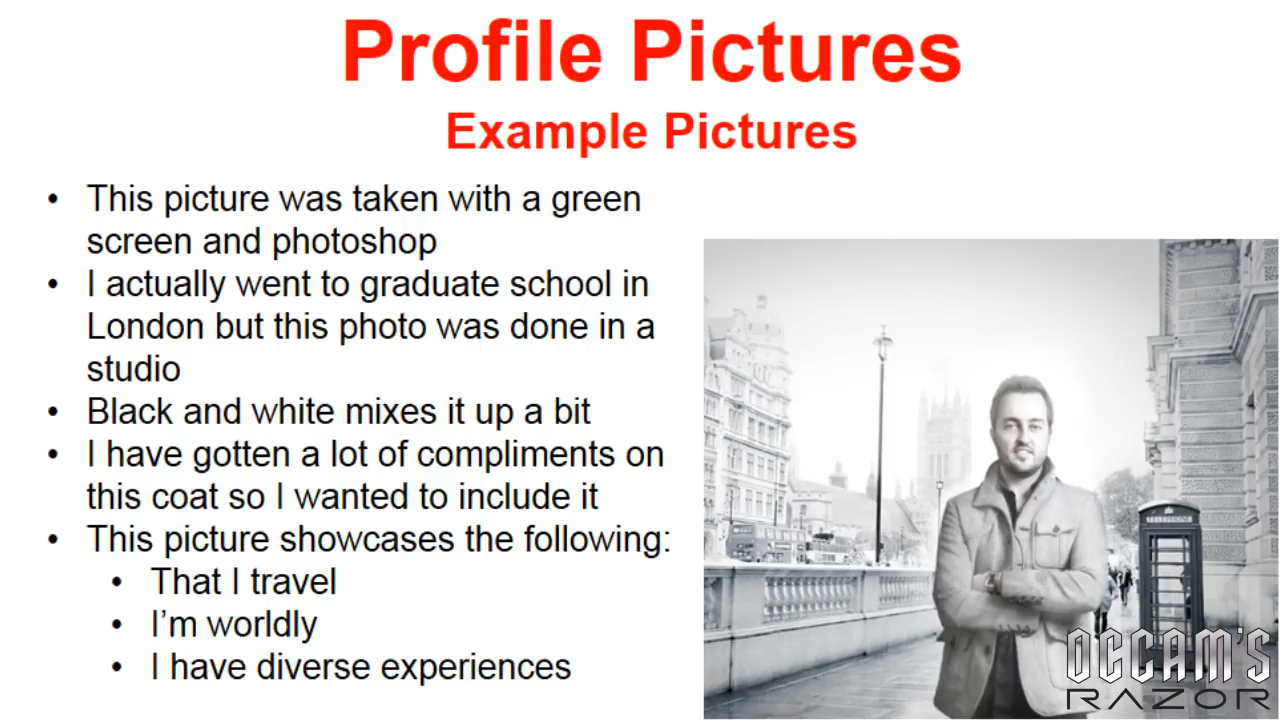 Profile Pictures
Example Pictures
• This picture was taken with a green
screen and photoshop
• I actually went to graduate school in
London but this photo was done in a
studio
• Black and white mixes it up a bit
• I have gotten a lot of compliments on
this coat so I wanted to include it
• This picture showcases the following:
• That I travel
• I'm worldly
• I have diverse experiences
TELEPHONE
OCCAM'S
RAZOR